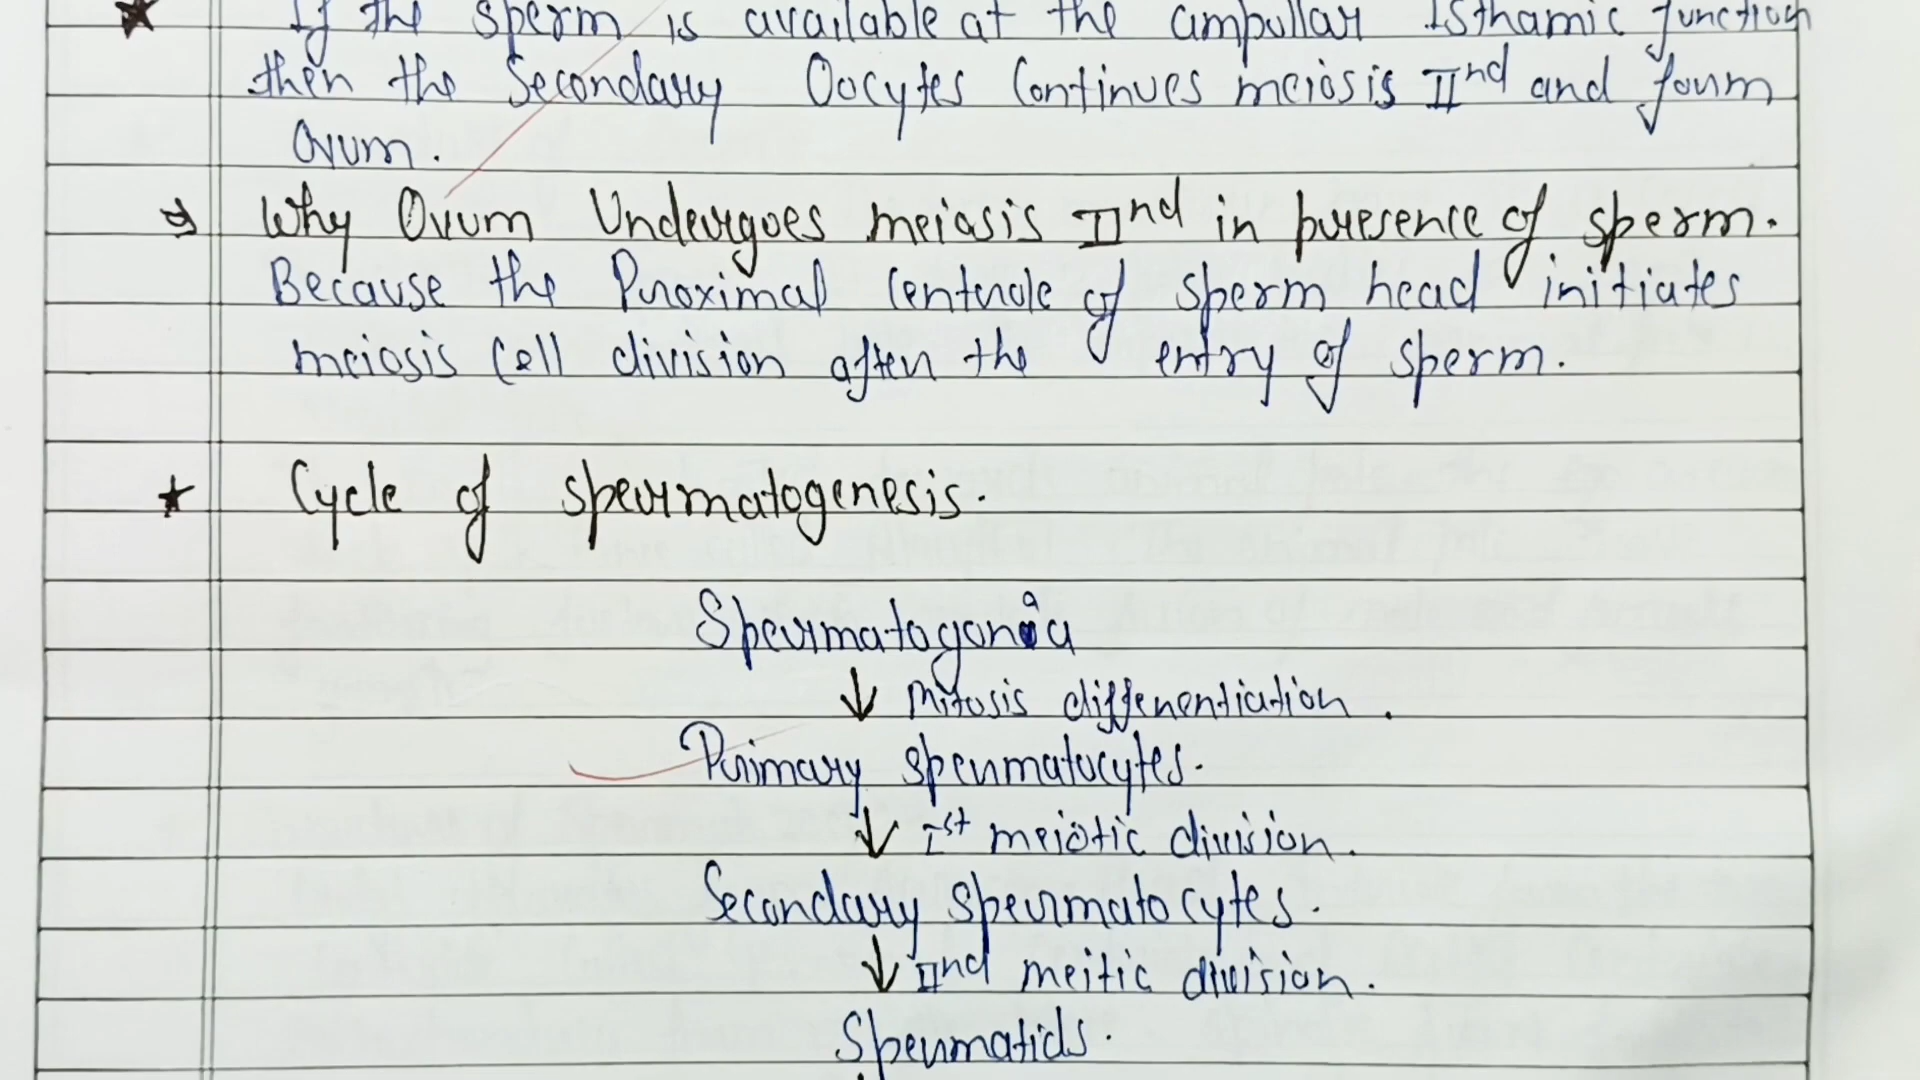 ★ If the sperm is available at the ampullar Isthamic junction
then the Secondary Oocytes Continues meiosis IInd and form
Ovum.
⇒ Why Ovum Undergoes meiosis IInd in presence of sperm.
Because the Proximal Centriole of sperm head initiates
meiosis Cell division after the entry of sperm.
★ Cycle of spermatogenesis.
Spermatogonia
↓ Mitosis differentiation.
Primary spermatocytes.
↓ Ist meiotic division.
Secondary spermatocytes.
↓ IInd meitic division.
Spermatids.